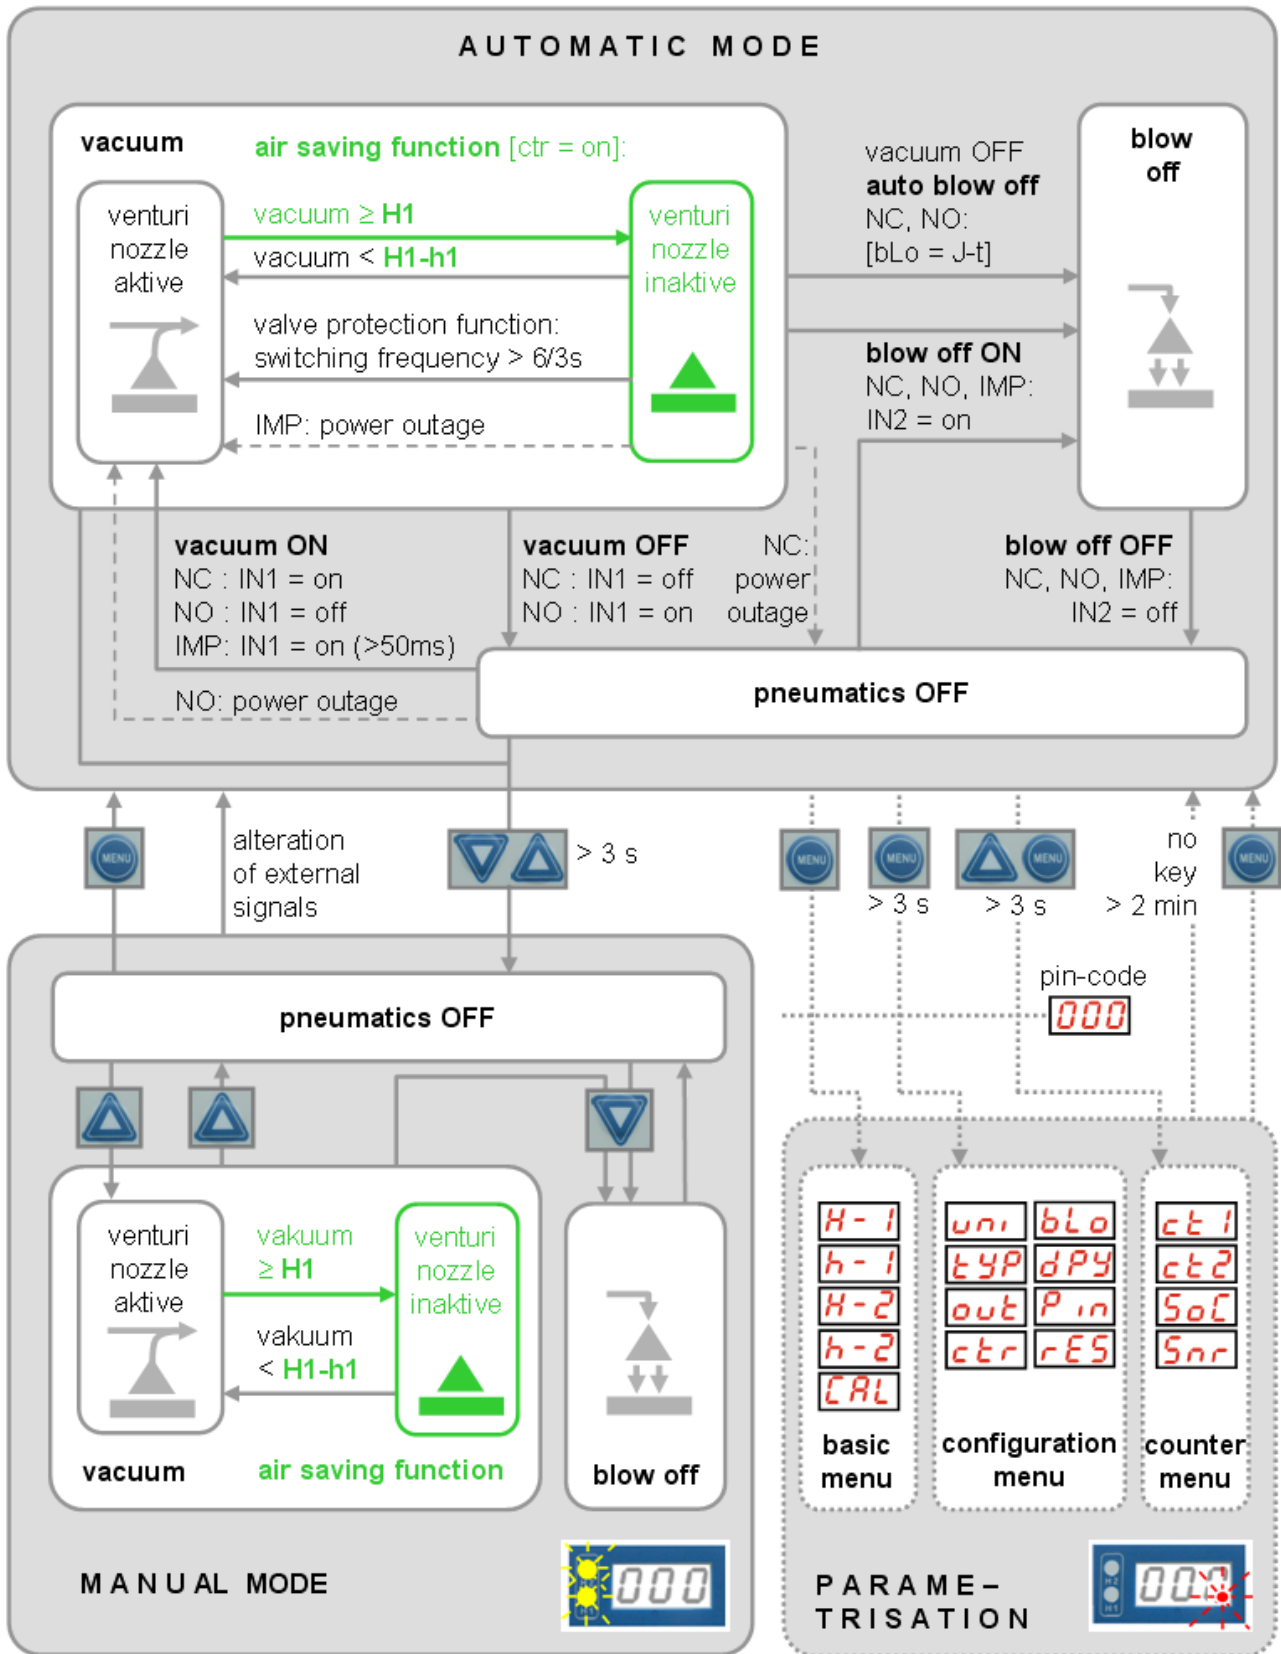 AUTOMATIC MODE
vacuum
air saving function [ctr = on]:
venturi
nozzle
aktive
vacuum ≥ H1
vacuum < H1-h1
valve protection function:
switching frequency > 6/3s
IMP: power outage
venturi
nozzle
inaktive
vacuum OFF
auto blow off
NC, NO:
[bLo = J-t]
blow off ON
NC, NO, IMP:
IN2 = on
blow
off
vacuum ON
NC : IN1 = on
NO : IN1 = off
IMP: IN1 = on (>50ms)
NO: power outage
vacuum OFF
NC : IN1 = off
NO : IN1 = on
NC:
power
outage
blow off OFF
NC, NO, IMP:
IN2 = off
pneumatics OFF
MENU
alteration
of external
signals
> 3 s
MENU
MENU
> 3 s
MENU
> 3 s
no
key
> 2 min
MENU
pin-code
000
pneumatics OFF
venturi
nozzle
aktive
vakuum
≥ H1
vakuum
< H1-h1
venturi
nozzle
inaktive
vacuum
air saving function
blow off
MANUAL MODE
H2
H1
000
H-1
h-1
H-2
h-2
CAL
basic
menu
uni
bLo
tYP
dPY
out
Pin
ctr
rES
configuration
menu
ct1
ct2
SoC
Snr
counter
menu
PARAME–
TRISATION
H2
H1
000